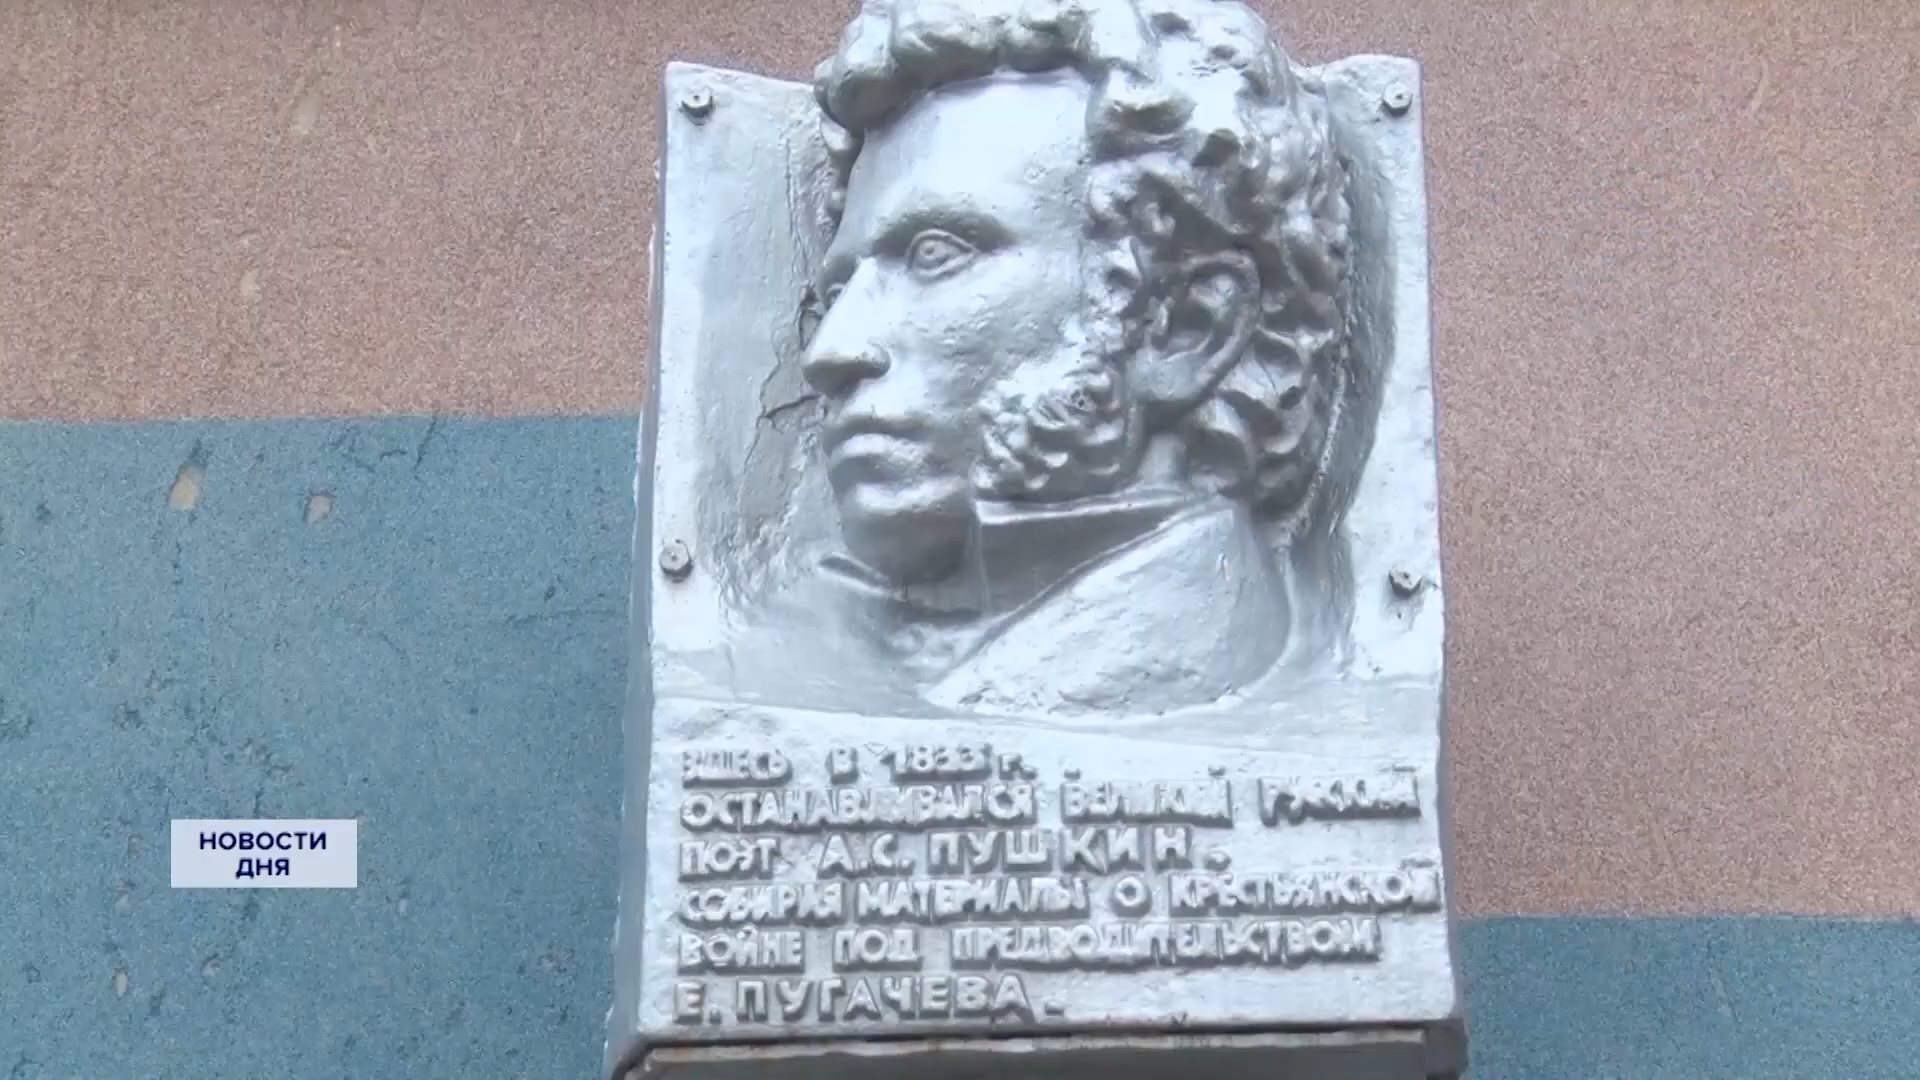 ЗДЕСЬ В 1833 Г.
ОСТАНАВЛИВАЛСЯ ВЕЛИКИЙ РУССКИЙ
ПОЭТ А.С. ПУШКИН.
СОБИРАЯ МАТЕРИАЛЫ О КРЕСТЬЯНСКОЙ
ВОЙНЕ ПОД ПРЕДВОДИТЕЛЬСТВОМ
Е. ПУГАЧЕВА.
НОВОСТИ
ДНЯ